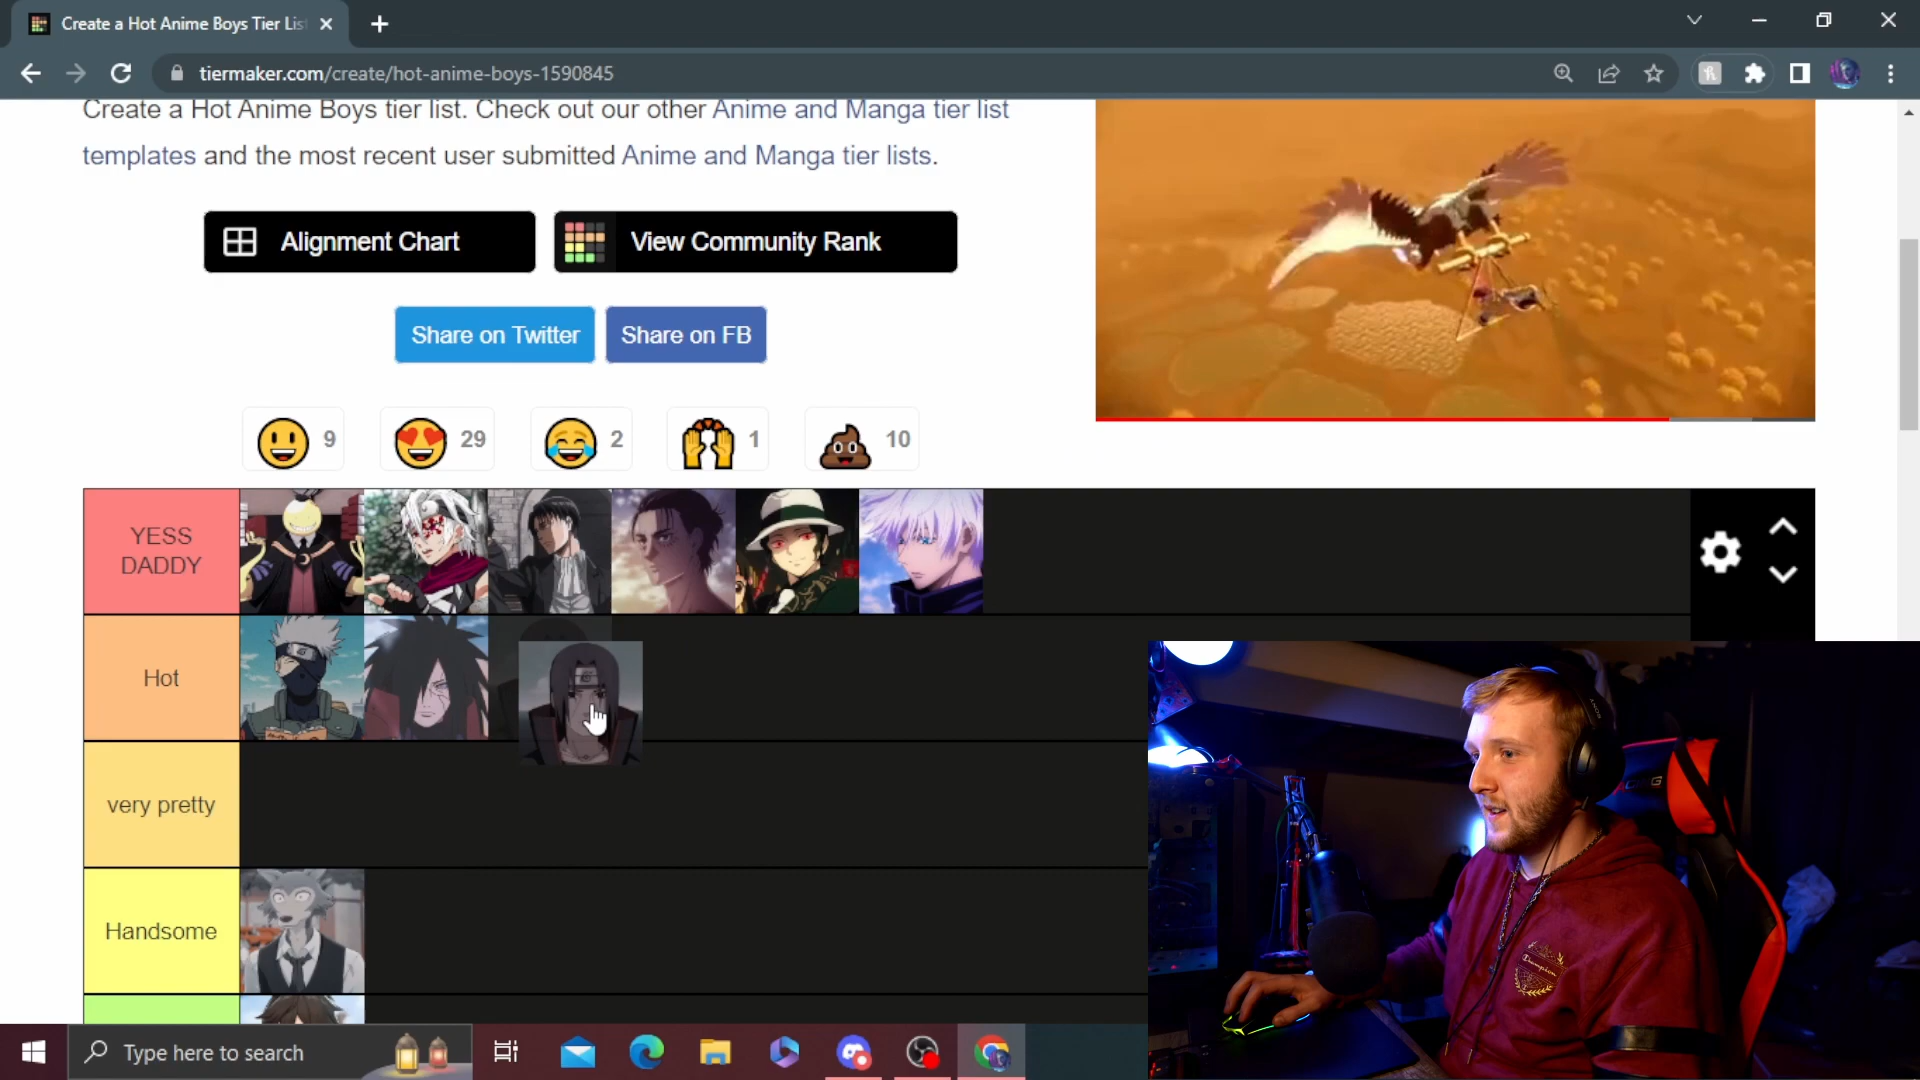 Create a Hot Anime Boys Tier Lis
tiermaker.com/create/hot-anime-boys-1590845
Create a Hot Anime Boys tier list. Check out our other Anime and Manga tier list
templates and the most recent user submitted Anime and Manga tier lists.
Alignment Chart
View Community Rank
Share on Twitter
Share on FB
9
29
2
1
10
YESS
DADDY
Hot
very pretty
Handsome
Champion
Type here to search